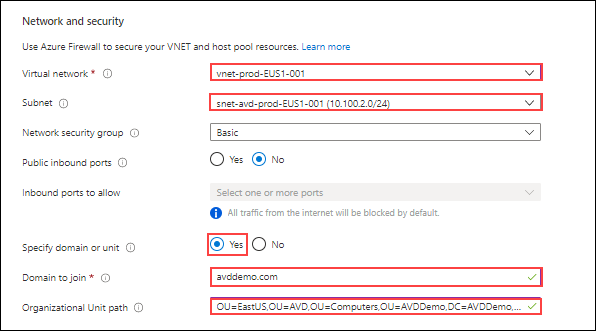 Network and security
Use Azure Firewall to secure your VNET and host pool resources. Learn more
Virtual network * vnet-prod-EUS1-001
Subnet snet-avd-prod-EUS1-001 (10.100.2.0/24)
Network security group Basic
Public inbound ports Yes No
Inbound ports to allow Select one or more ports
All traffic from the internet will be blocked by default.
Specify domain or unit Yes No
Domain to join * avddemo.com
Organizational Unit path OU=EastUS,OU=AVD,OU=Computers,OU=AVDDemo,DC=AVDDemo,...